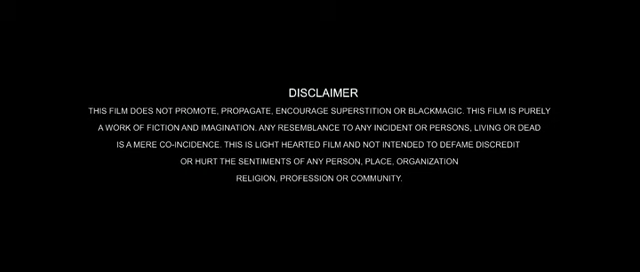 DISCLAIMER
THIS FILM DOES NOT PROMOTE, PROPAGATE, ENCOURAGE SUPERSTITION OR BLACKMAGIC. THIS FILM IS PURELY
A WORK OF FICTION AND IMAGINATION. ANY RESEMBLANCE TO ANY INCIDENT OR PERSONS, LIVING OR DEAD
IS A MERE CO-INCIDENCE. THIS IS LIGHT HEARTED FILM AND NOT INTENDED TO DEFAME DISCREDIT
OR HURT THE SENTIMENTS OF ANY PERSON, PLACE, ORGANIZATION
RELIGION, PROFESSION OR COMMUNITY.